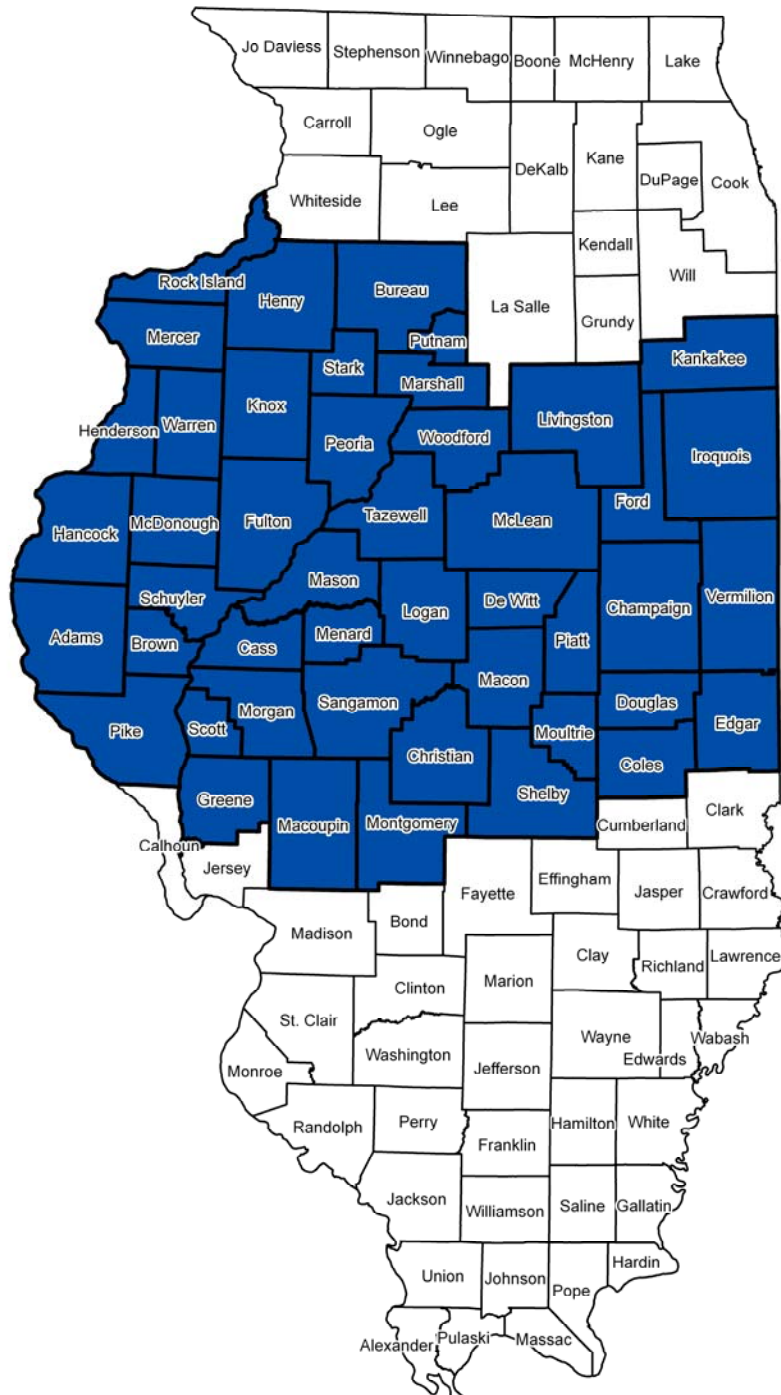 Jo Daviess
Stephenson
Winnebago
Boone
McHenry
Lake
Carroll
Ogle
DeKalb
Kane
DuPage
Cook
Whiteside
Lee
Kendall
Will
Rock Island
Henry
Bureau
La Salle
Grundy
Mercer
Putnam
Kankakee
Stark
Marshall
Knox
Henderson
Warren
Peoria
Woodford
Livingston
Iroquois
Hancock
McDonough
Fulton
Tazewell
McLean
Ford
Mason
Schuyler
Logan
De Witt
Champaign
Vermilion
Adams
Brown
Cass
Menard
Piatt
Pike
Scott
Morgan
Sangamon
Macon
Douglas
Edgar
Christian
Moultrie
Coles
Greene
Macoupin
Montgomery
Shelby
Cumberland
Clark
Calhoun
Jersey
Fayette
Effingham
Jasper
Crawford
Madison
Bond
Clay
Richland
Lawrence
Clinton
Marion
St. Clair
Wayne
Edwards
Wabash
Washington
Jefferson
Monroe
Randolph
Perry
Hamilton
White
Franklin
Jackson
Williamson
Saline
Gallatin
Union
Johnson
Pope
Hardin
Alexander
Pulaski
Massac